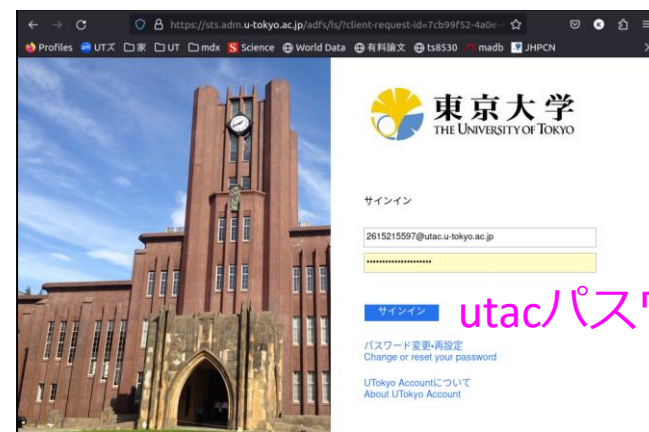 https://sts.adm.u-tokyo.ac.jp/adfs/ls/?client-request-id=7cb99f52-4a0e-
Profiles UTズ 家 UT mdx Science World Data 有料論文 ts8530 madb JHPCN
東京大学
THE UNIVERSITY OF TOKYO
サインイン
2615215597@utac.u-tokyo.ac.jp
サインイン
utacパスワ
パスワード変更・再設定
Change or reset your password
UTokyo Accountについて
About UTokyo Account